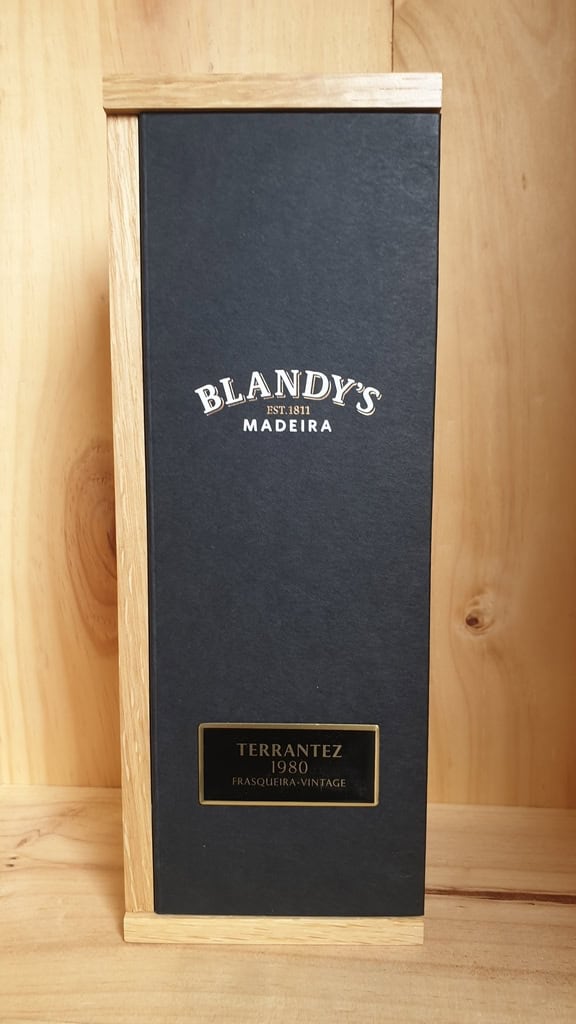 BLANDY'S
EST. 1811
MADEIRA
TERRANTEZ
1980
FRASQUEIRA-VINTAGE